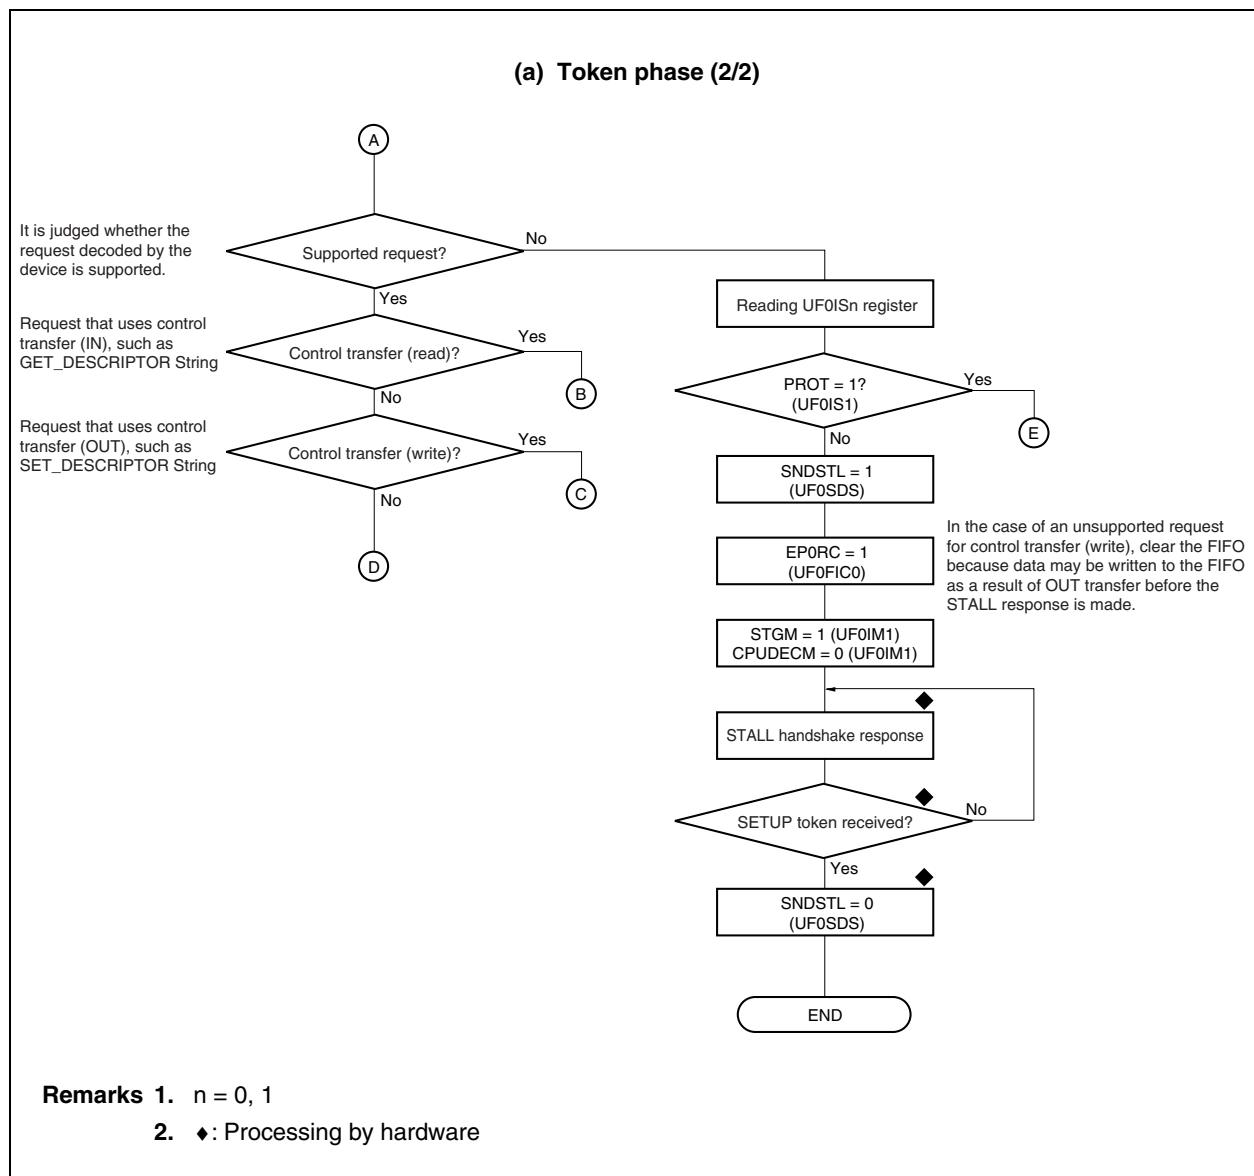 (a) Token phase (2/2)
A
It is judged whether the
request decoded by the
device is supported.
Supported request?
No
Yes
Reading UF0ISn register
Request that uses control
transfer (IN), such as
GET_DESCRIPTOR String
Control transfer (read)?
Yes
No
B
PROT = 1?
(UF0IS1)
Yes
No
E
Request that uses control
transfer (OUT), such as
SET_DESCRIPTOR String
Control transfer (write)?
Yes
No
C
D
SNDSTL = 1
(UF0SDS)
EP0RC = 1
(UF0FIC0)
In the case of an unsupported request
for control transfer (write), clear the FIFO
because data may be written to the FIFO
as a result of OUT transfer before the
STALL response is made.
STGM = 1 (UF0IM1)
CPUDECM = 0 (UF0IM1)
◆
STALL handshake response
◆
SETUP token received?
No
Yes
◆
SNDSTL = 0
(UF0SDS)
END
Remarks 1. n = 0, 1
2. ♦: Processing by hardware